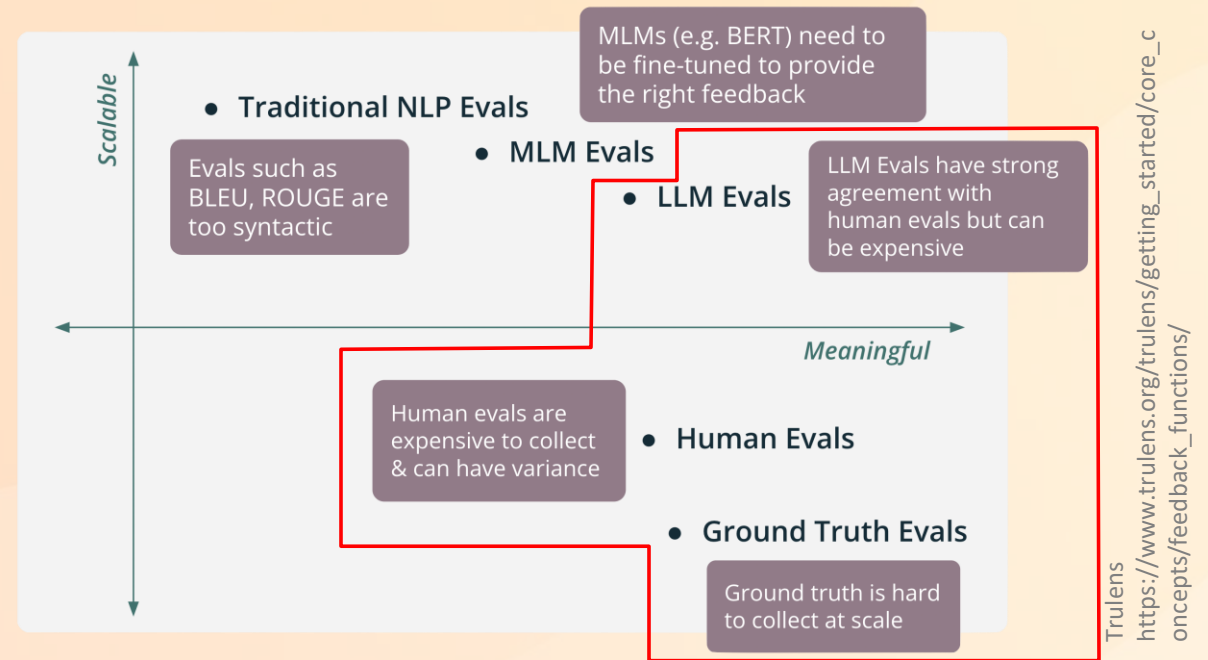 MLMs (e.g. BERT) need to
be fine-tuned to provide
the right feedback
Scalable
• Traditional NLP Evals
• MLM Evals
Evals such as
BLEU, ROUGE are
too syntactic
LLM Evals have strong
agreement with
human evals but can
be expensive
• LLM Evals
Meaningful
Human evals are
expensive to collect
& can have variance
• Human Evals
• Ground Truth Evals
Ground truth is hard
to collect at scale
Trulens
https://www.trulens.org/trulens/getting_started/core_c
oncepts/feedback_functions/